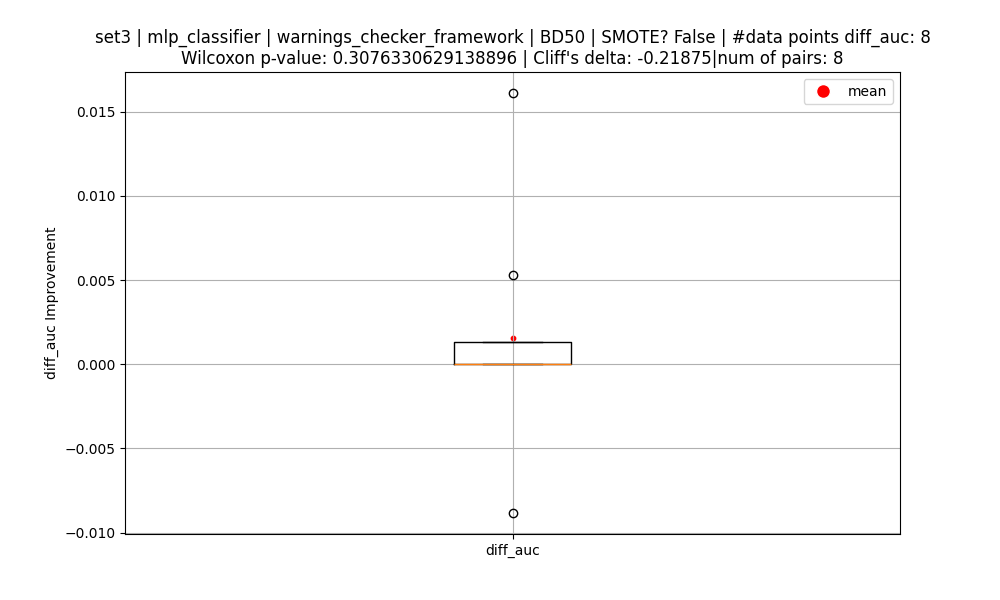 set3 | mlp_classifier | warnings_checker_framework | BD50 | SMOTE? False | #data points diff_auc: 8
Wilcoxon p-value: 0.3076330629138896 | Cliff's delta: -0.21875|num of pairs: 8
mean
0.015
0.010
0.005
0.000
−0.005
−0.010
diff_auc Improvement
diff_auc